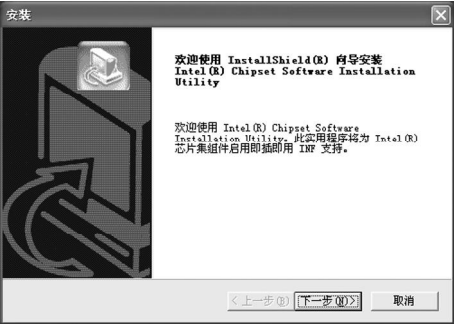 安装
欢迎使用 InstallShield(R) 向导安装
Intel(R) Chipset Software Installation
Utility
欢迎使用 Intel(R) Chipset Software
Installation Utility。此实用程序将为 Intel(R)
芯片集组件启用即插即用 INF 支持。
<上一步(B)
下一步(N)>
取消